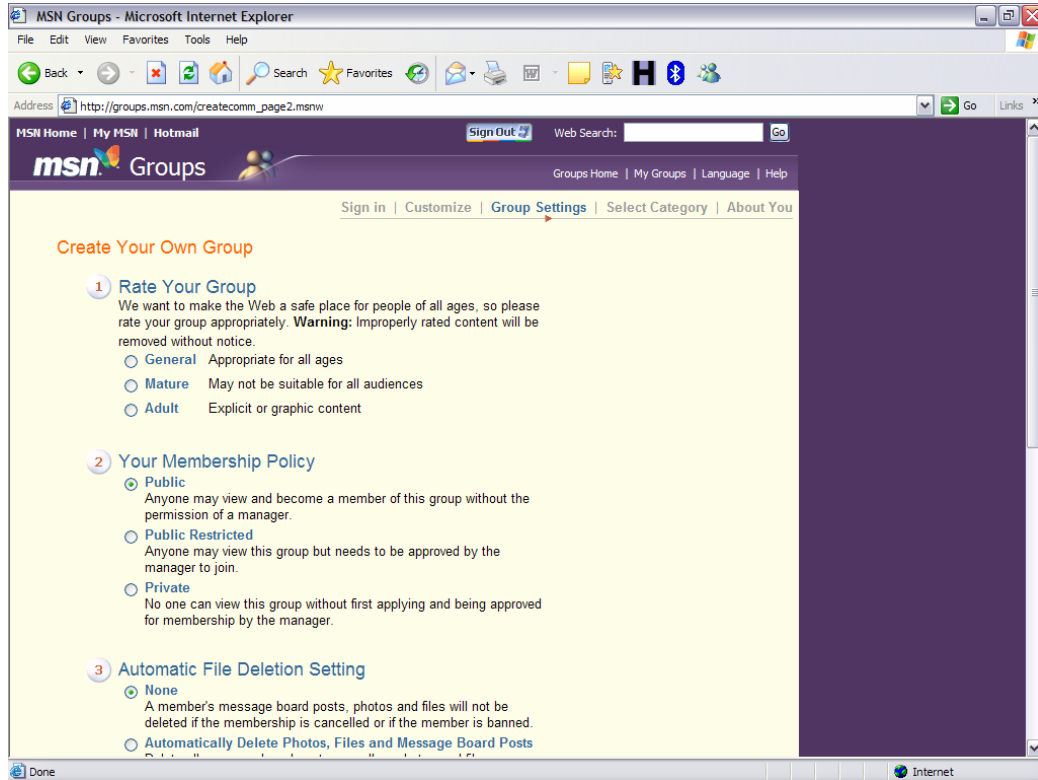 MSN Groups - Microsoft Internet Explorer
File Edit View Favorites Tools Help
Back Search Favorites
Address http://groups.msn.com/createcomm_page2.msnw Go Links »
MSN Home | My MSN | Hotmail Sign Out Web Search: Go
msn Groups
Groups Home | My Groups | Language | Help
Sign in | Customize | Group Settings | Select Category | About You
Create Your Own Group
1 Rate Your Group
We want to make the Web a safe place for people of all ages, so please
rate your group appropriately. Warning: Improperly rated content will be
removed without notice.
General Appropriate for all ages
Mature May not be suitable for all audiences
Adult Explicit or graphic content
2 Your Membership Policy
Public
Anyone may view and become a member of this group without the
permission of a manager.
Public Restricted
Anyone may view this group but needs to be approved by the
manager to join.
Private
No one can view this group without first applying and being approved
for membership by the manager.
3 Automatic File Deletion Setting
None
A member's message board posts, photos and files will not be
deleted if the membership is cancelled or if the member is banned.
Automatically Delete Photos, Files and Message Board Posts
Done Internet